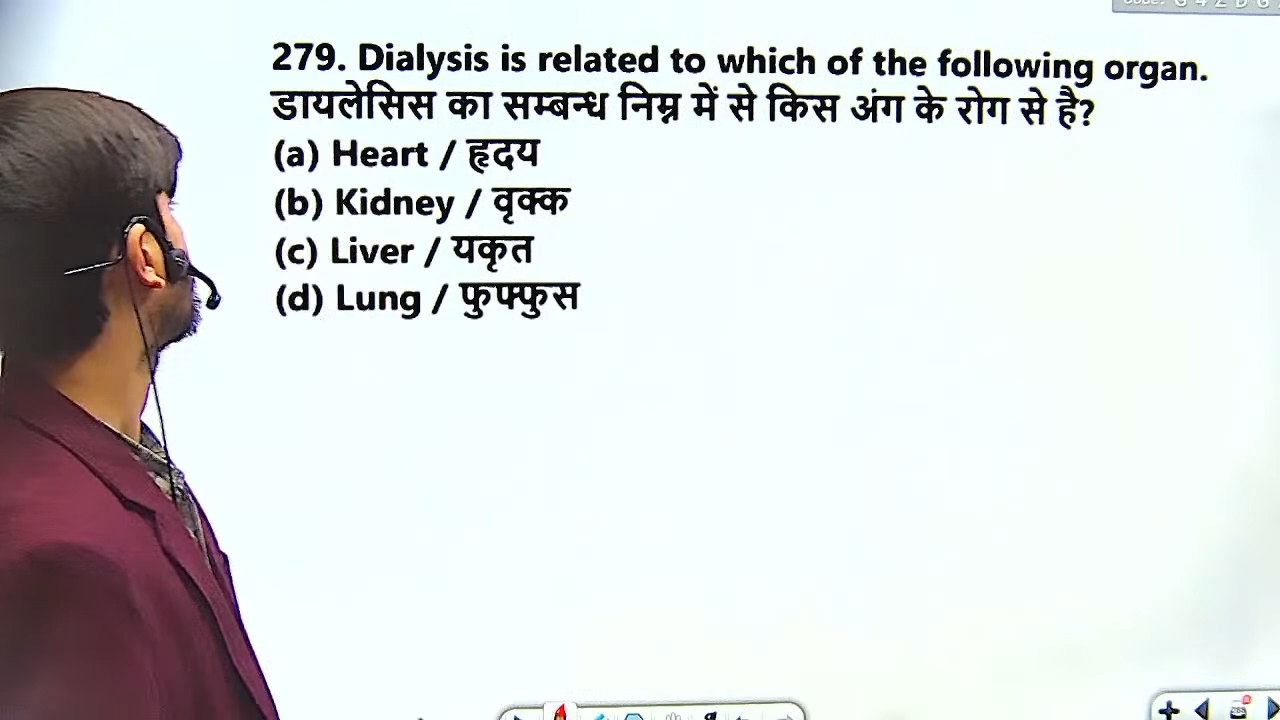 279. Dialysis is related to which of the following organ.
डायलेसिस का सम्बन्ध निम्न में से किस अंग के रोग से है?
(a) Heart / हृदय
(b) Kidney / वृक्क
(c) Liver / यकृत
(d) Lung / फुफ्फुस